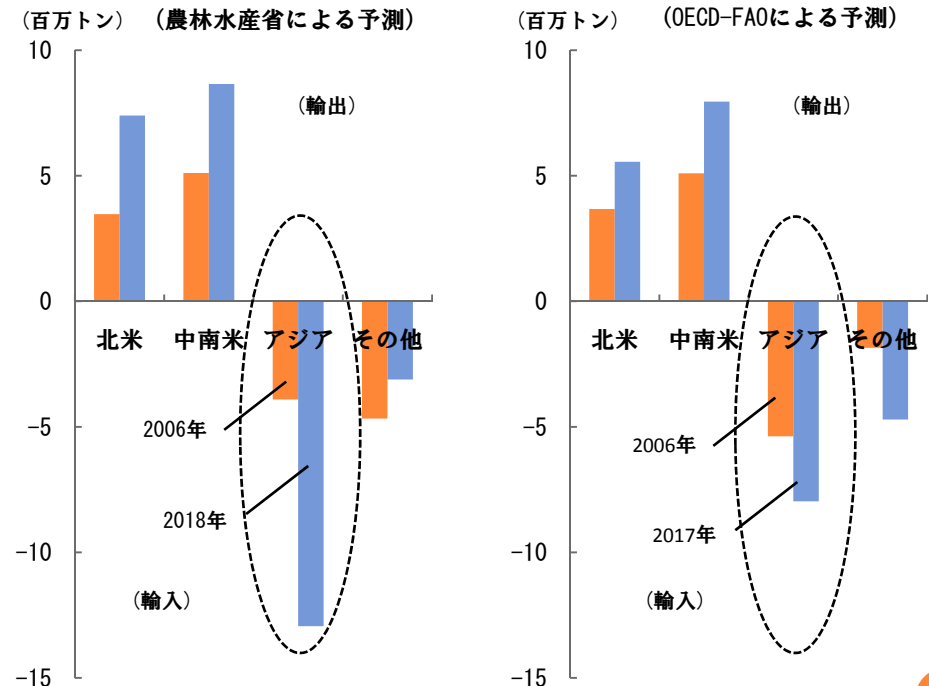 （百万トン） （農林水産省による予測）
10
5
0
−5
−10
−15
（輸出）
北米 中南米 アジア その他
2006年
2018年
（輸入）
（百万トン） （OECD−FAOによる予測）
10
5
0
−5
−10
−15
（輸出）
北米 中南米 アジア その他
2006年
2017年
（輸入）